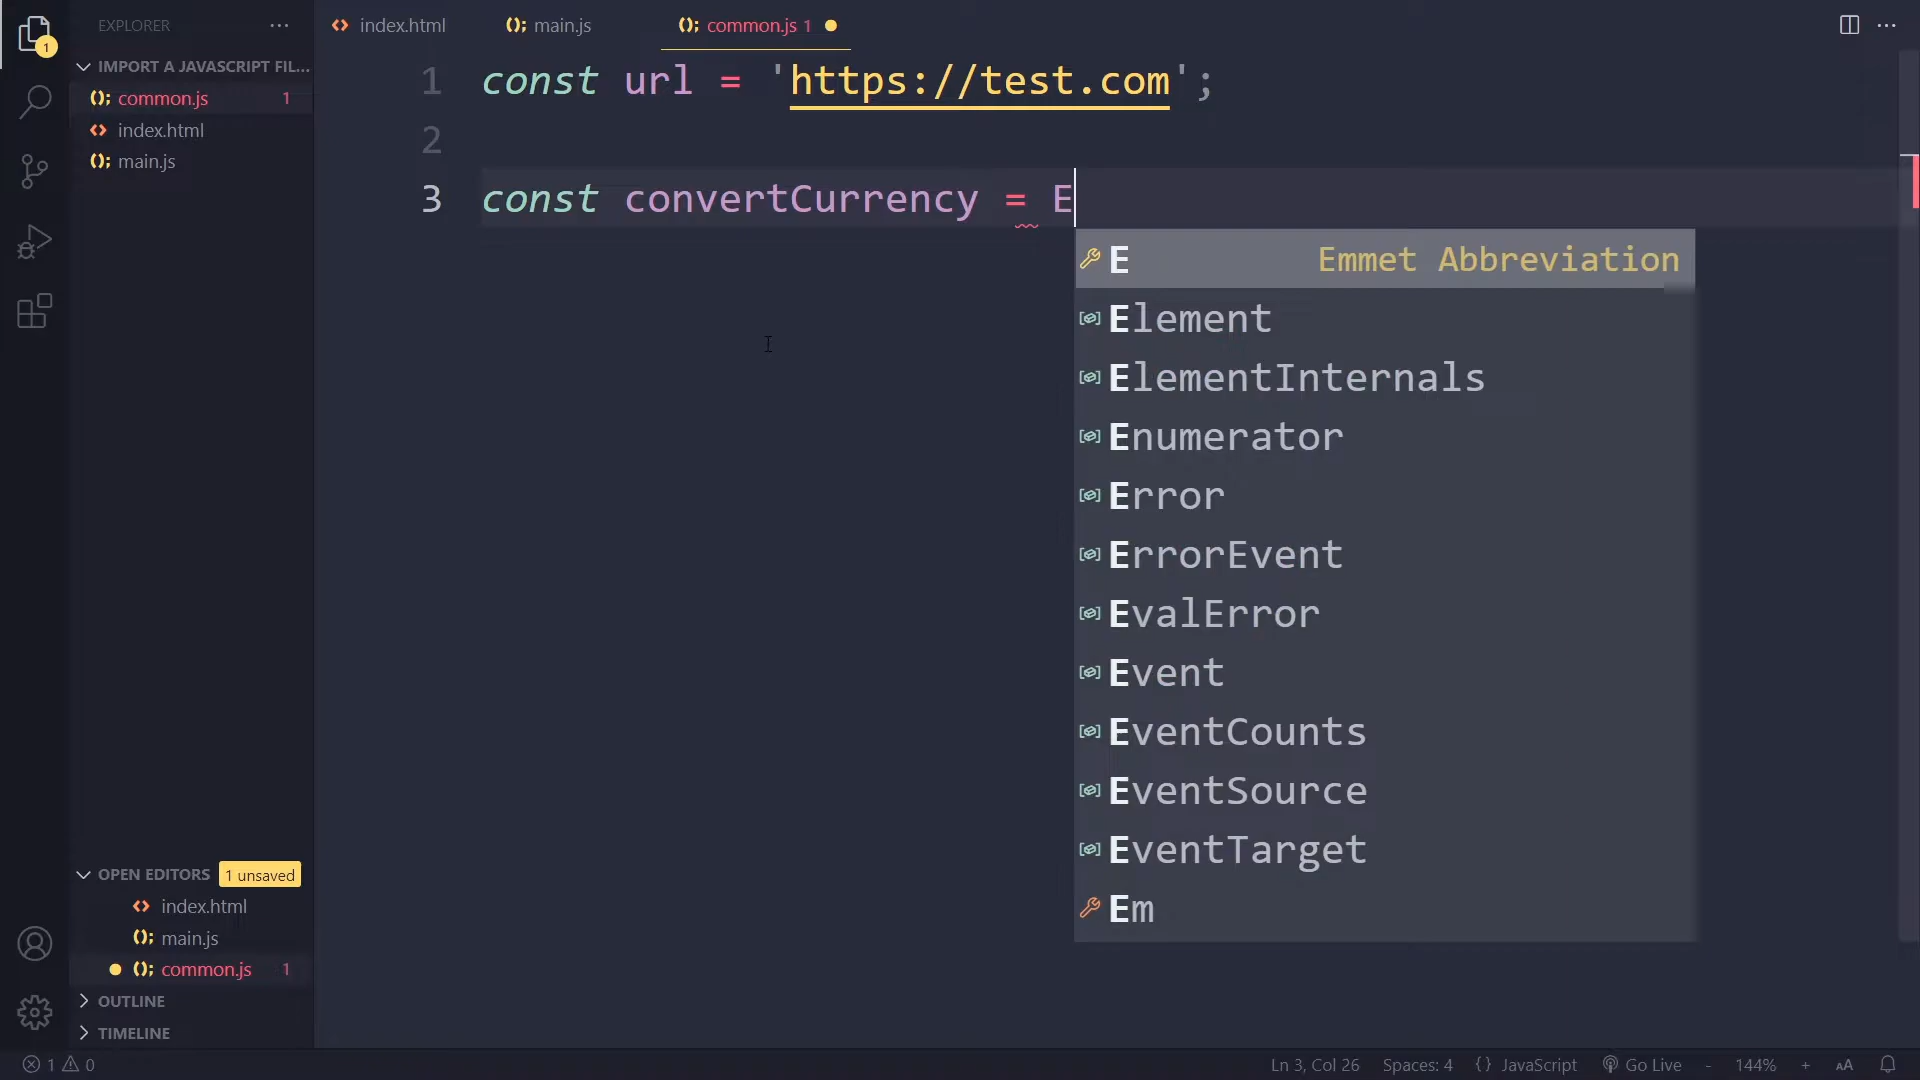 EXPLORER
IMPORT A JAVASCRIPT FIL...
common.js 1
index.html
main.js
OPEN EDITORS 1 unsaved
index.html
main.js
common.js 1
OUTLINE
TIMELINE
index.html main.js common.js 1
1 const url = 'https://test.com';
2
3 const convertCurrency = E
E Emmet Abbreviation
Element
ElementInternals
Enumerator
Error
ErrorEvent
EvalError
Event
EventCounts
EventSource
EventTarget
Em
1 0 Ln 3, Col 26 Spaces: 4 {} JavaScript Go Live - 144% + AA